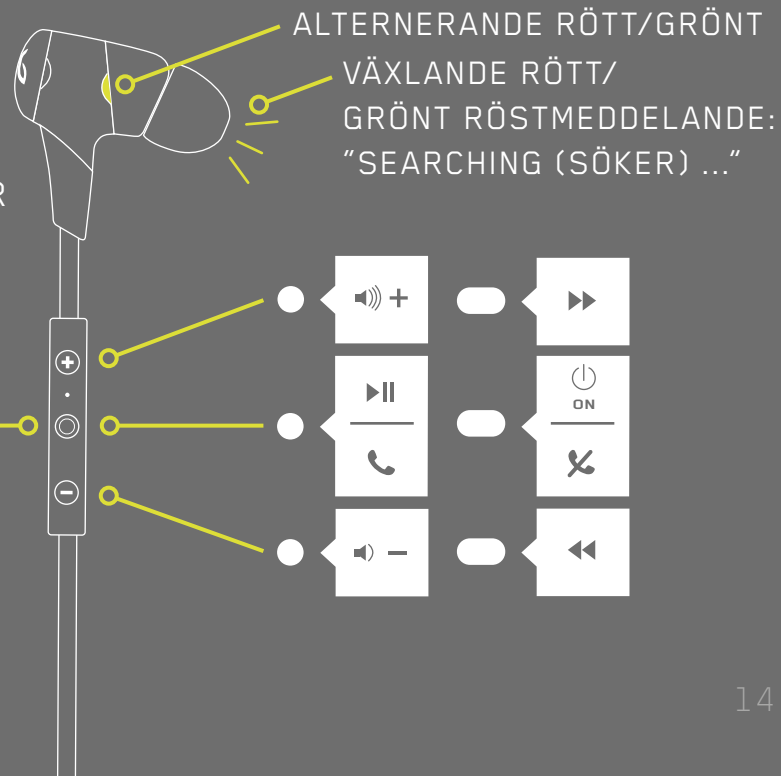 ALTERNERANDE RÖTT/GRÖNT
VÄXLANDE RÖTT/
GRÖNT RÖSTMEDDELANDE:
"SEARCHING (SÖKER) ..."
R
ON
14